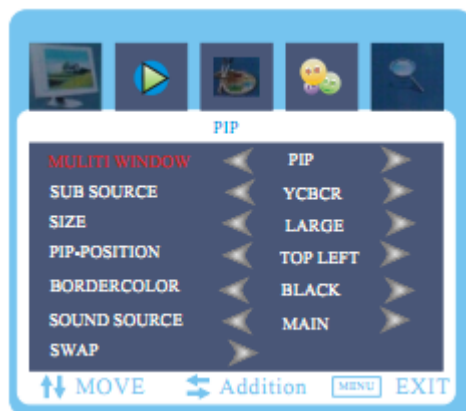 PIP
MULITI WINDOW PIP
SUB SOURCE YCBCR
SIZE LARGE
PIP-POSITION TOP LEFT
BORDERCOLOR BLACK
SOUND SOURCE MAIN
SWAP
MOVE Addition MENU EXIT